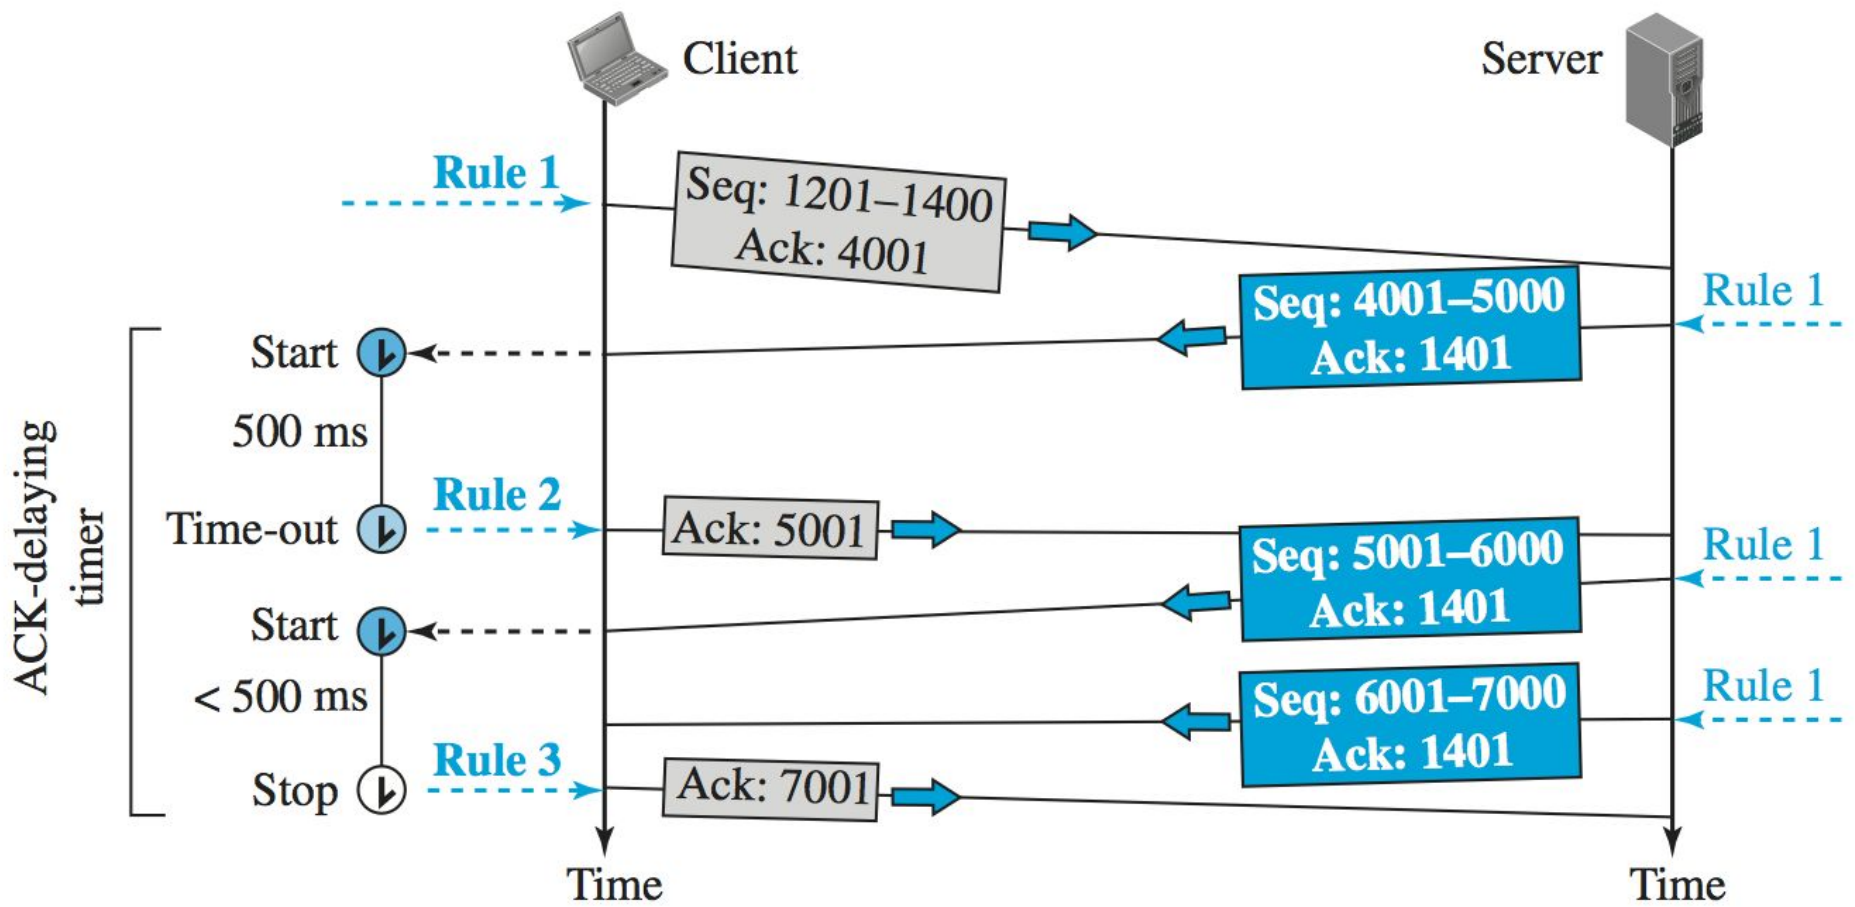 Client
Server
Rule 1
Seq: 1201–1400
Ack: 4001
Seq: 4001–5000
Ack: 1401
Rule 1
Start
500 ms
Time-out
Rule 2
Ack: 5001
Seq: 5001–6000
Ack: 1401
Rule 1
ACK-delaying
timer
Start
< 500 ms
Stop
Seq: 6001–7000
Ack: 1401
Rule 1
Rule 3
Ack: 7001
Time
Time